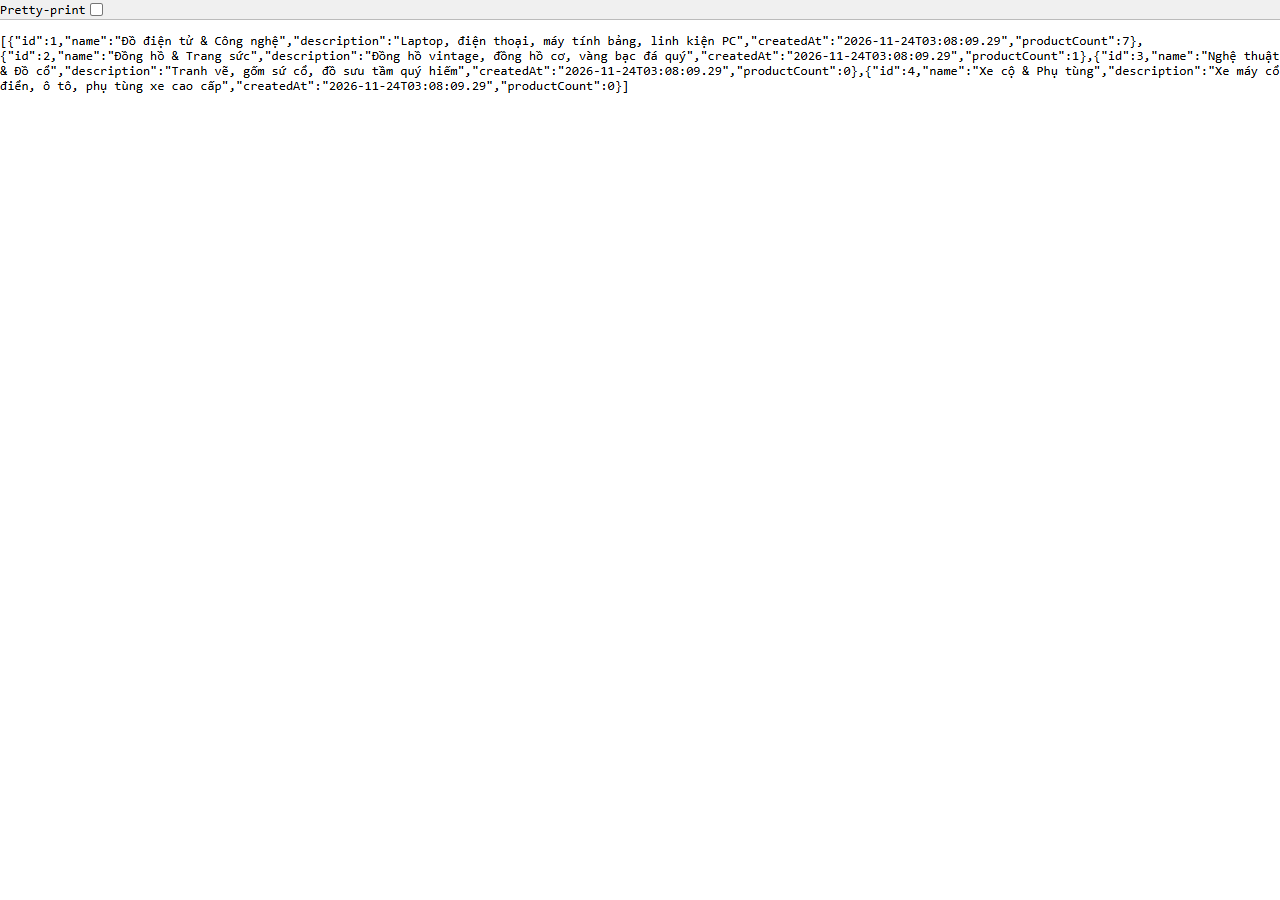 Pretty-print
[{"id":1,"name":"Đồ điện tử & Công nghệ","description":"Laptop, điện thoại, máy tính bảng, linh kiện PC","createdAt":"2026-11-24T03:08:09.29","productCount":7},
{"id":2,"name":"Đồng hồ & Trang sức","description":"Đồng hồ vintage, đồng hồ cơ, vàng bạc đá quý","createdAt":"2026-11-24T03:08:09.29","productCount":1},{"id":3,"name":"Nghệ thuật
& Đồ cổ","description":"Tranh vẽ, gốm sứ cổ, đồ sưu tầm quý hiếm","createdAt":"2026-11-24T03:08:09.29","productCount":0},{"id":4,"name":"Xe cộ & Phụ tùng","description":"Xe máy cổ
điển, ô tô, phụ tùng xe cao cấp","createdAt":"2026-11-24T03:08:09.29","productCount":0}]